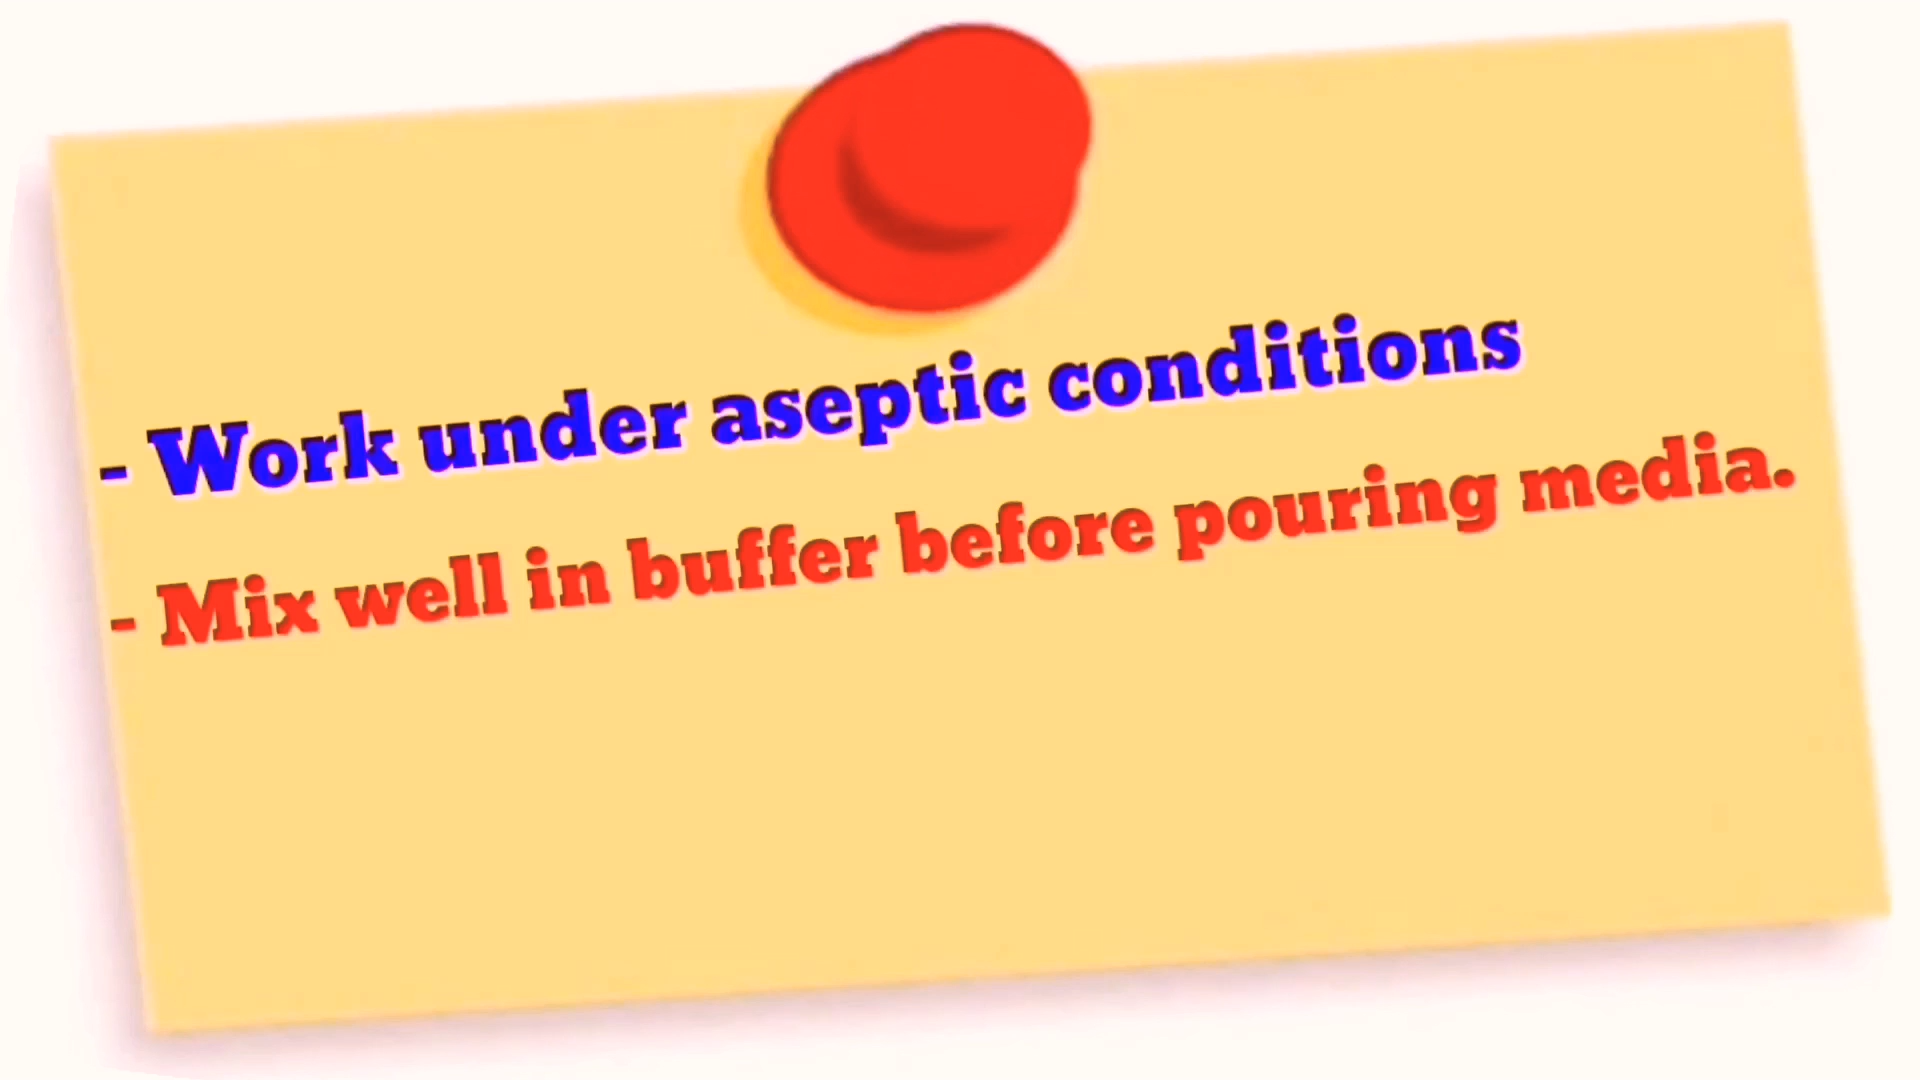 - Work under aseptic conditions
- Mix well in buffer before pouring media.